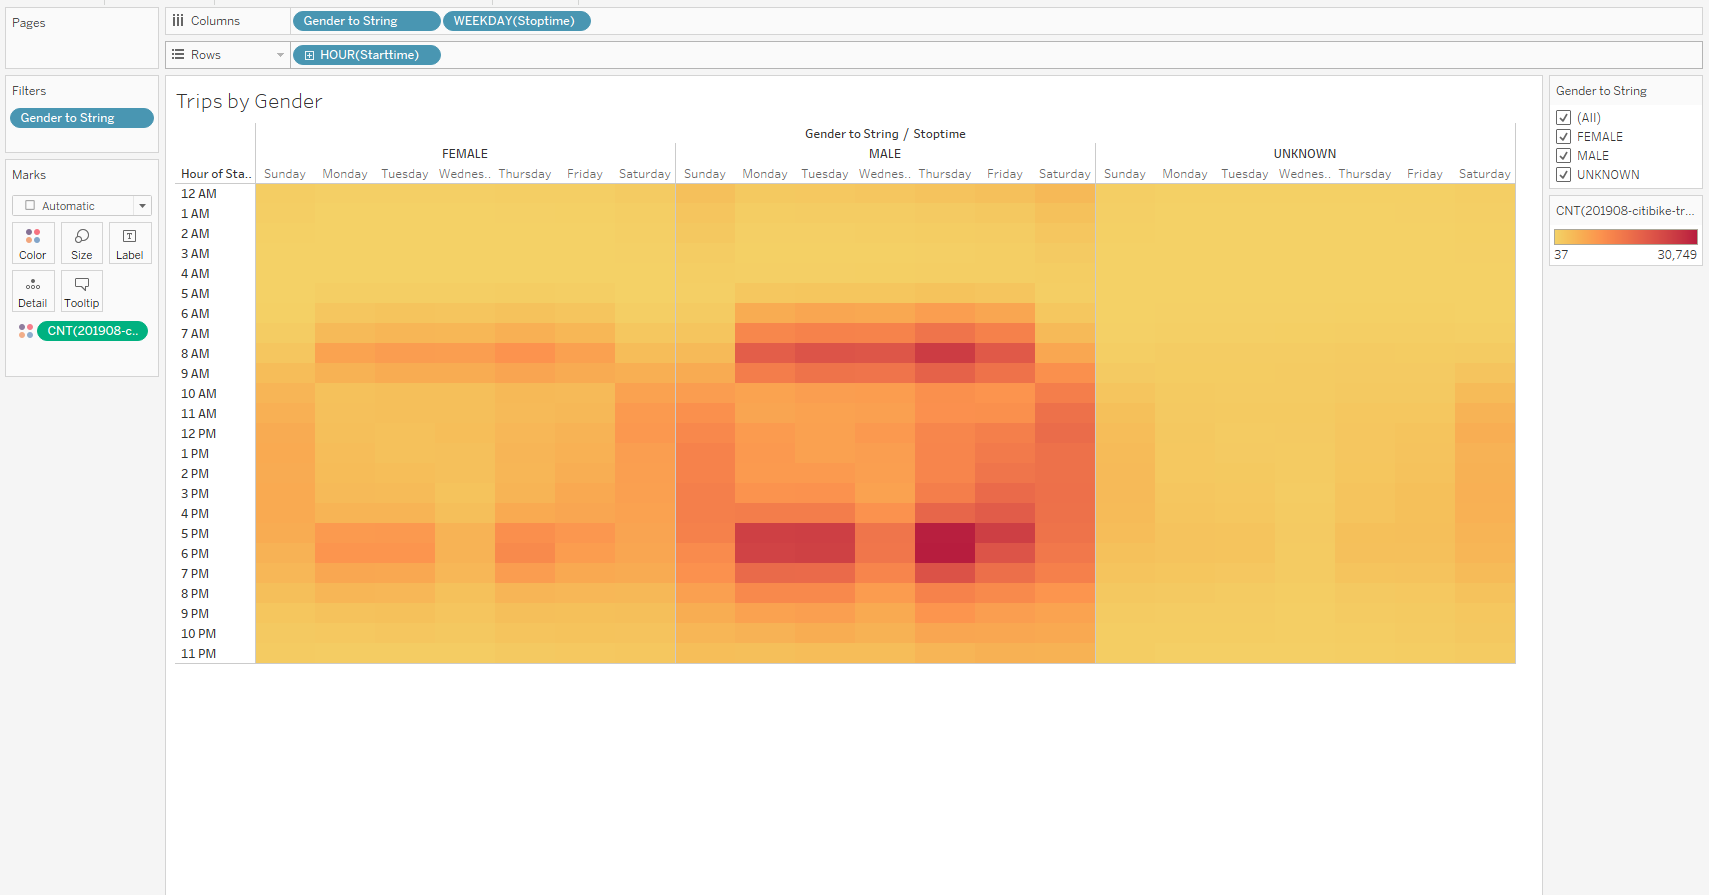 Pages
Columns
Gender to String
WEEKDAY(Stoptime)
Rows
HOUR(Starttime)
Filters
Gender to String
Marks
Automatic
Color
Size
Label
Detail
Tooltip
CNT(201908-c..
Trips by Gender
Gender to String / Stoptime
FEMALE
MALE
UNKNOWN
Hour of Sta..
Sunday
Monday
Tuesday
Wednes..
Thursday
Friday
Saturday
Sunday
Monday
Tuesday
Wednes..
Thursday
Friday
Saturday
Sunday
Monday
Tuesday
Wednes..
Thursday
Friday
Saturday
12 AM
1 AM
2 AM
3 AM
4 AM
5 AM
6 AM
7 AM
8 AM
9 AM
10 AM
11 AM
12 PM
1 PM
2 PM
3 PM
4 PM
5 PM
6 PM
7 PM
8 PM
9 PM
10 PM
11 PM
Gender to String
(All)
FEMALE
MALE
UNKNOWN
CNT(201908-citibike-tr...
37
30,749